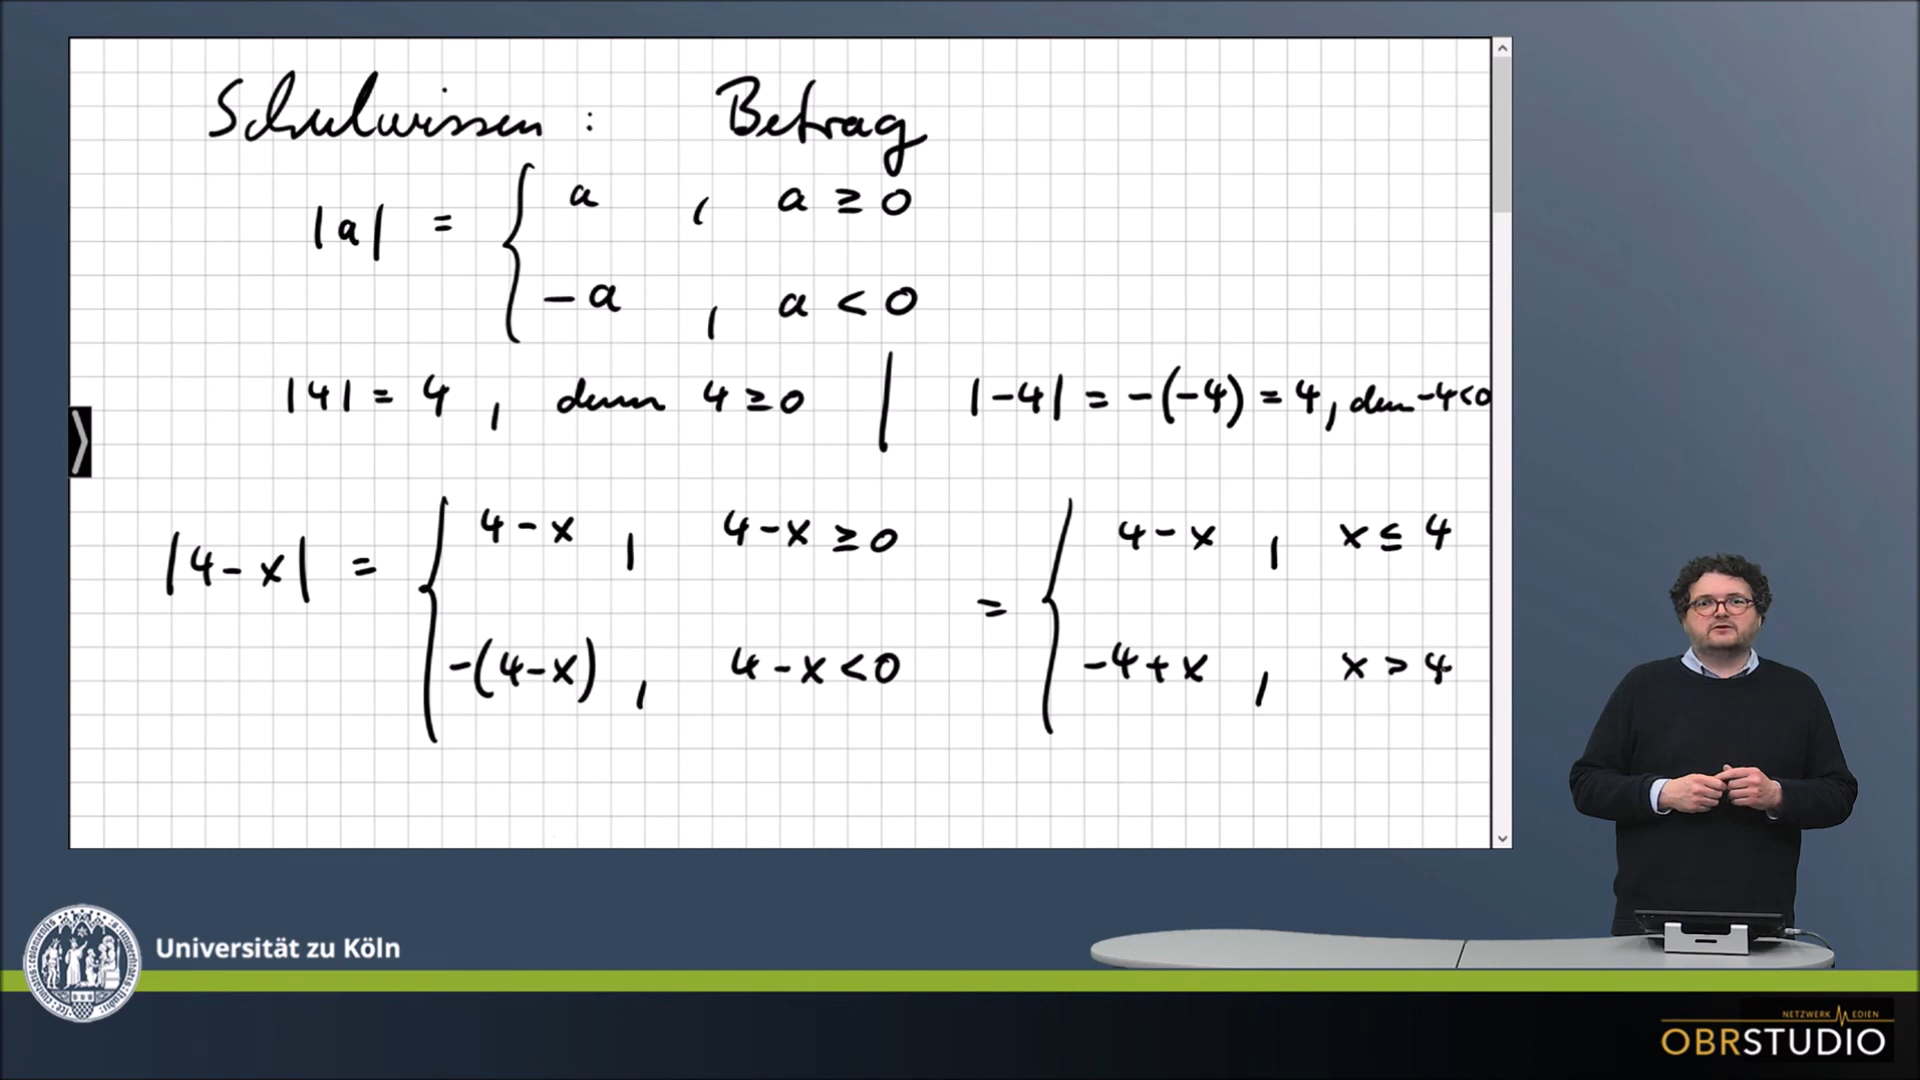 Schulwissen : Betrag
|a| = { a , a ≥ 0
-a , a < 0
|4| = 4 , denn 4 ≥ 0 | |-4| = -(-4) = 4, denn -4<0
|4-x| = { 4-x , 4-x ≥ 0 = { 4-x , x ≤ 4
-(4-x) , 4-x < 0 -4+x , x > 4
Universität zu Köln
NETZWERK MEDIEN
OBRSTUDIO